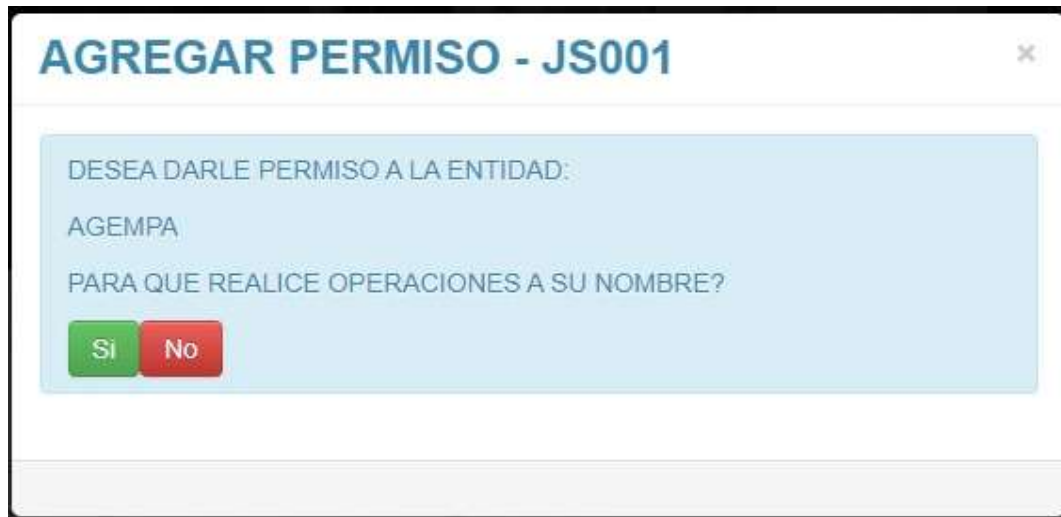 AGREGAR PERMISO - JS001
×
DESEA DARLE PERMISO A LA ENTIDAD:
AGEMPA
PARA QUE REALICE OPERACIONES A SU NOMBRE?
Si No